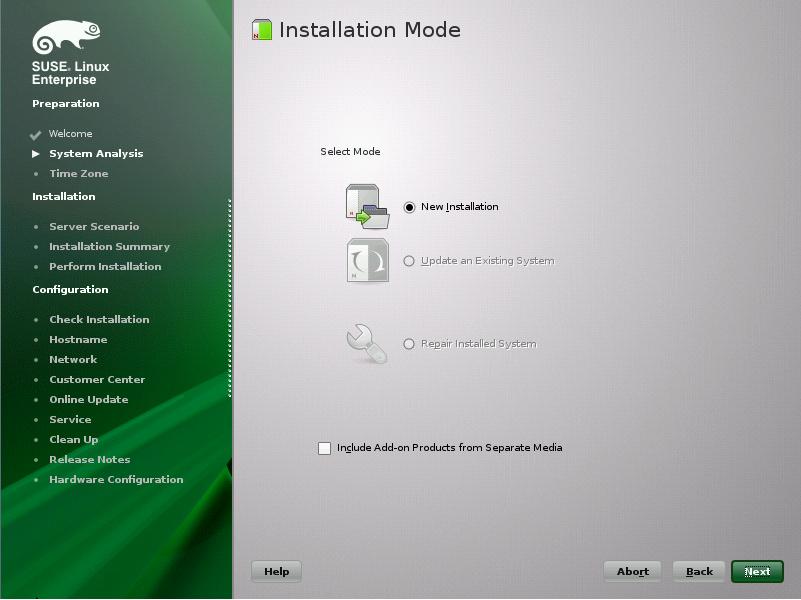 SUSE® Linux
Enterprise
Preparation
Welcome
System Analysis
Time Zone
Installation
Server Scenario
Installation Summary
Perform Installation
Configuration
Check Installation
Hostname
Network
Customer Center
Online Update
Service
Clean Up
Release Notes
Hardware Configuration
Installation Mode
Select Mode
New Installation
Update an Existing System
Repair Installed System
Include Add-on Products from Separate Media
Help
Abort
Back
Next